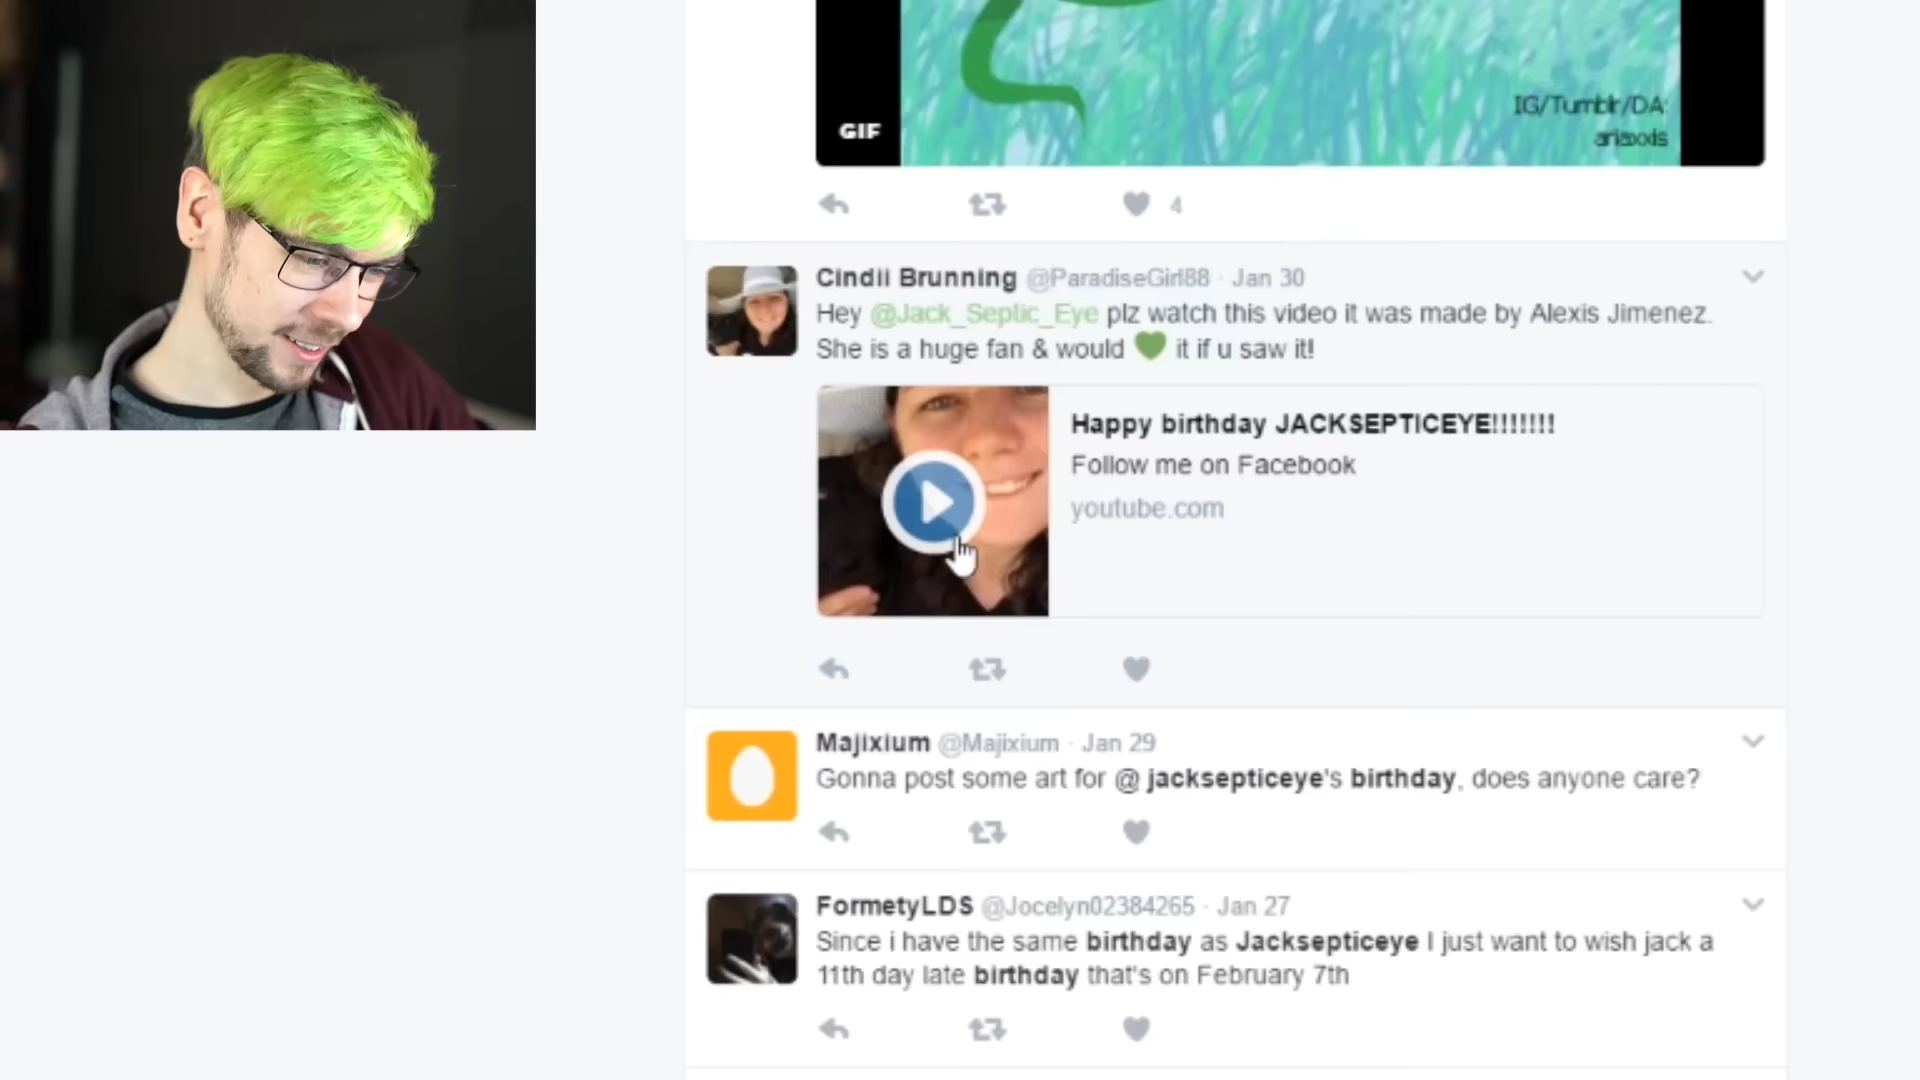 IG/Tumblr/DA:
ariaxxls
GIF
4
Cindii Brunning @ParadiseGirl88 · Jan 30
Hey @Jack_Septic_Eye plz watch this video it was made by Alexis Jimenez.
She is a huge fan & would 💚 it if u saw it!
Happy birthday JACKSEPTICEYE!!!!!!!
Follow me on Facebook
youtube.com
Majixium @Majixium · Jan 29
Gonna post some art for @ jacksepticeye's birthday, does anyone care?
FormetyLDS @Jocelyn02384265 · Jan 27
Since i have the same birthday as Jacksepticeye I just want to wish jack a
11th day late birthday that's on February 7th